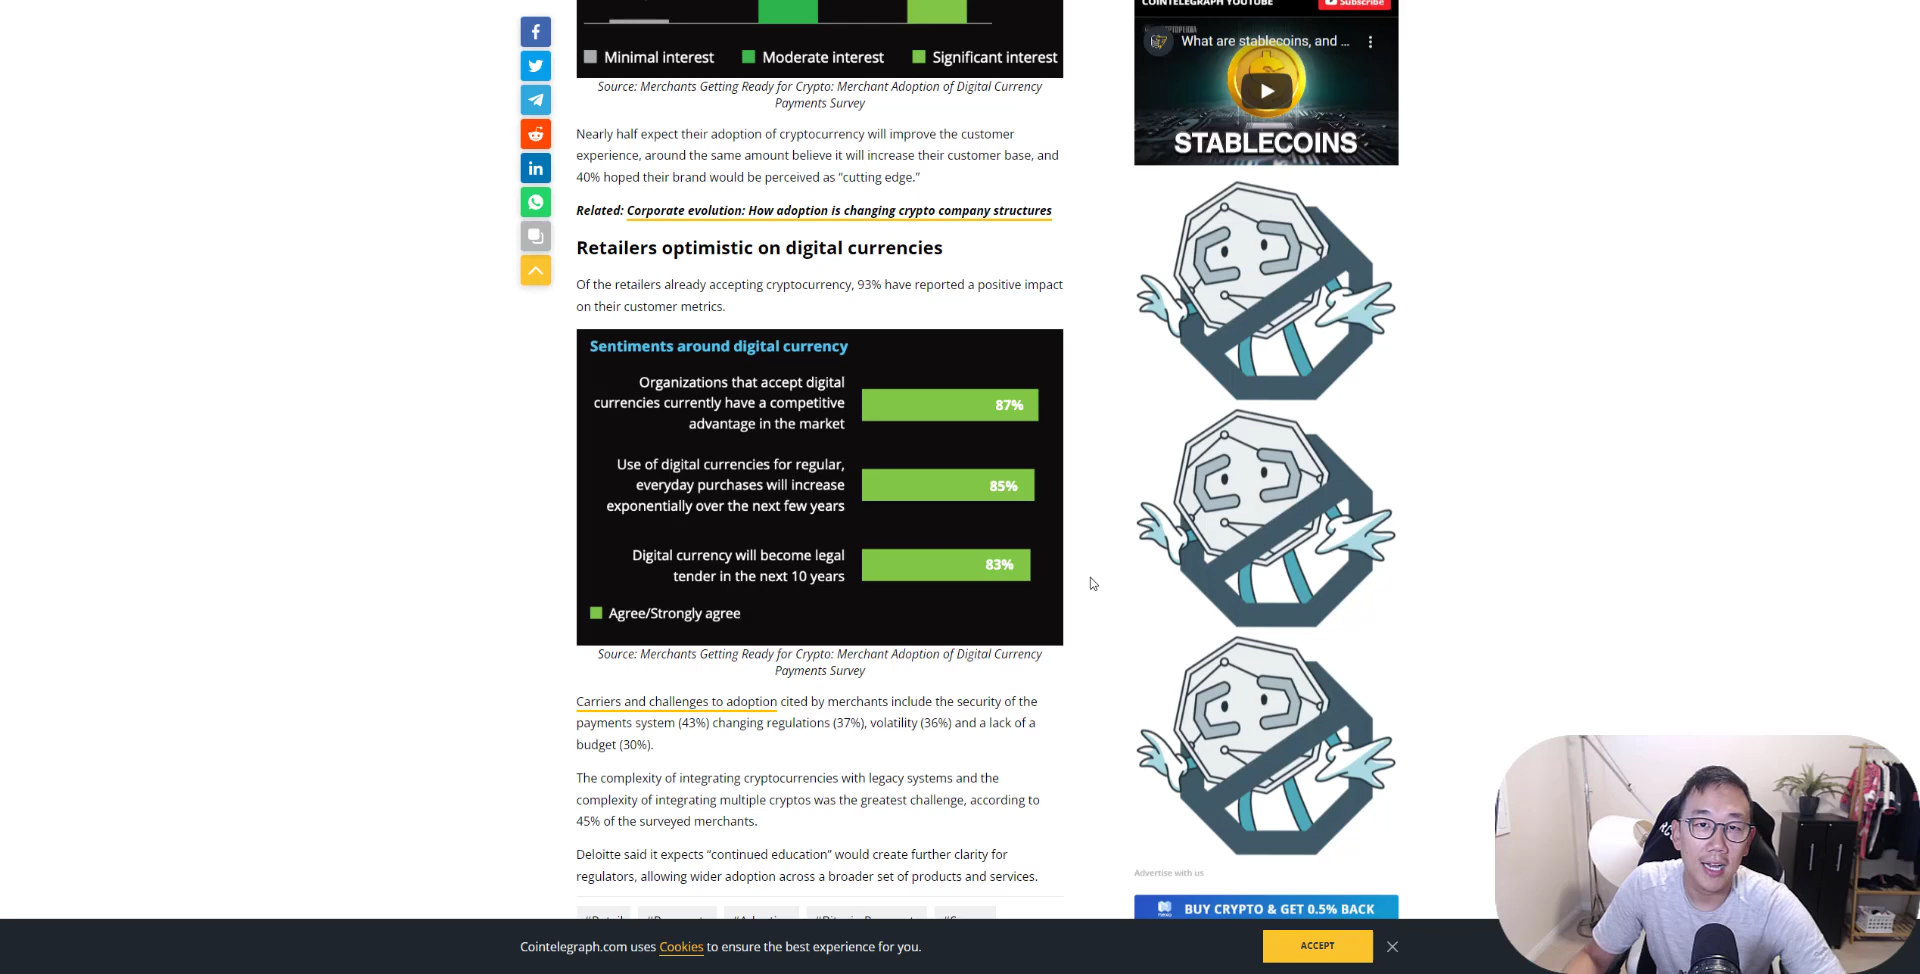 Minimal interest
Moderate interest
Significant interest
Source: Merchants Getting Ready for Crypto: Merchant Adoption of Digital Currency
Payments Survey
Nearly half expect their adoption of cryptocurrency will improve the customer
experience, around the same amount believe it will increase their customer base, and
40% hoped their brand would be perceived as “cutting edge.”
Related: Corporate evolution: How adoption is changing crypto company structures
Retailers optimistic on digital currencies
Of the retailers already accepting cryptocurrency, 93% have reported a positive impact
on their customer metrics.
Sentiments around digital currency
Organizations that accept digital
currencies currently have a competitive
advantage in the market
87%
Use of digital currencies for regular,
everyday purchases will increase
exponentially over the next few years
85%
Digital currency will become legal
tender in the next 10 years
83%
Agree/Strongly agree
Source: Merchants Getting Ready for Crypto: Merchant Adoption of Digital Currency
Payments Survey
Carriers and challenges to adoption cited by merchants include the security of the
payments system (43%) changing regulations (37%), volatility (36%) and a lack of a
budget (30%).
The complexity of integrating cryptocurrencies with legacy systems and the
complexity of integrating multiple cryptos was the greatest challenge, according to
45% of the surveyed merchants.
Deloitte said it expects “continued education” would create further clarity for
regulators, allowing wider adoption across a broader set of products and services.
COINTELEGRAPH YOUTUBE
Subscribe
What are stablecoins, and ...
STABLECOINS
Advertise with us
BUY CRYPTO & GET 0.5% BACK
Cointelegraph.com uses Cookies to ensure the best experience for you.
ACCEPT